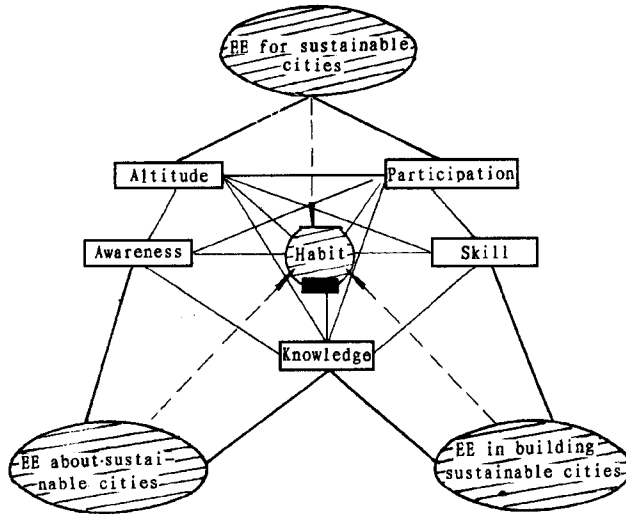 EE for sustainable
cities
Altitude
Participation
Awareness
Habit
Skill
Knowledge
EE about sustai-
nable cities
EE in building
sustainable cities